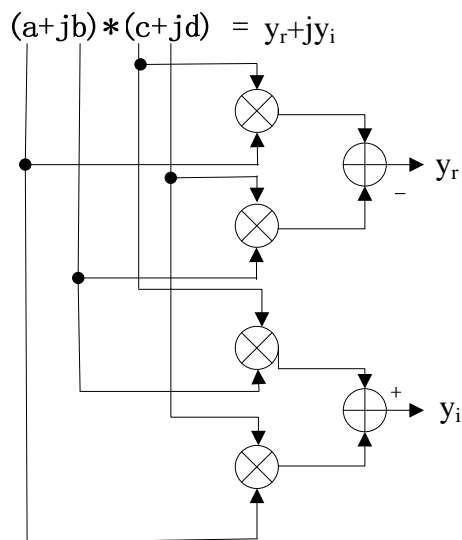 (a+jb)*(c+jd) = yᵣ+jyᵢ
yᵣ
−
+
yᵢ